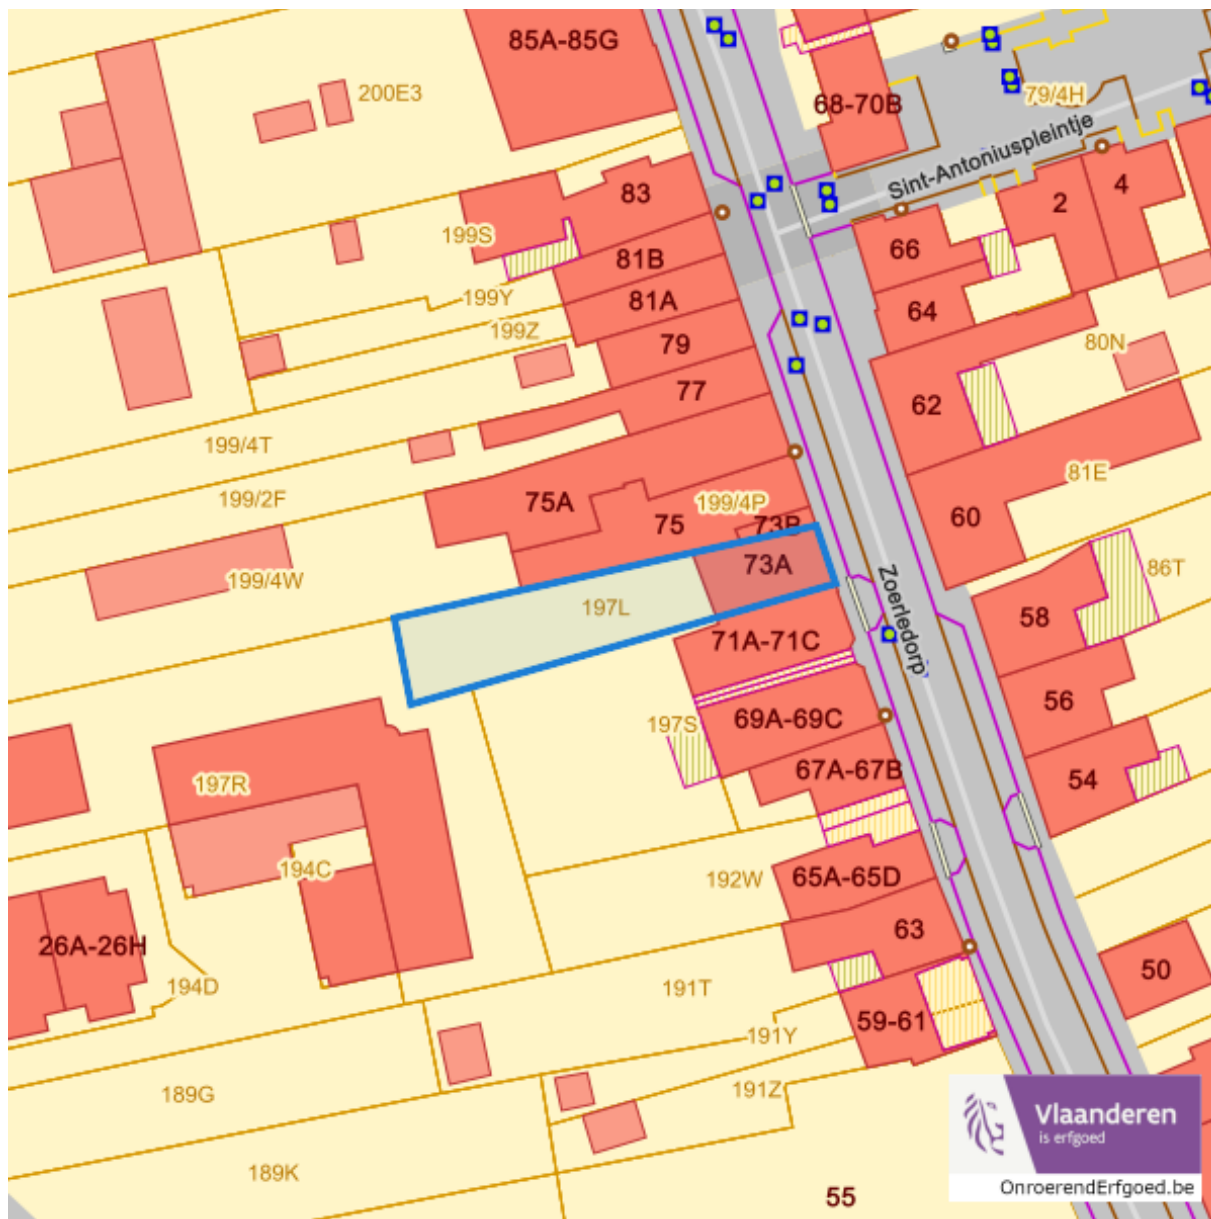 85A-85G
200E3
68-70B
79/4H
Sint-Antoniuspleintje
4
2
83
199S
66
81B
199Y
81A
64
199Z
79
80N
77
62
199/4T
81E
199/2F
75A
199/4P
75
73B
60
73A
Zoerledorp
86T
199/4W
197L
58
71A-71C
56
197S
69A-69C
67A-67B
54
197R
194C
192W
65A-65D
63
26A-26H
50
194D
191T
59-61
191Y
189G
191Z
189K
55
Vlaanderen
is erfgoed
OnroerendErfgoed.be